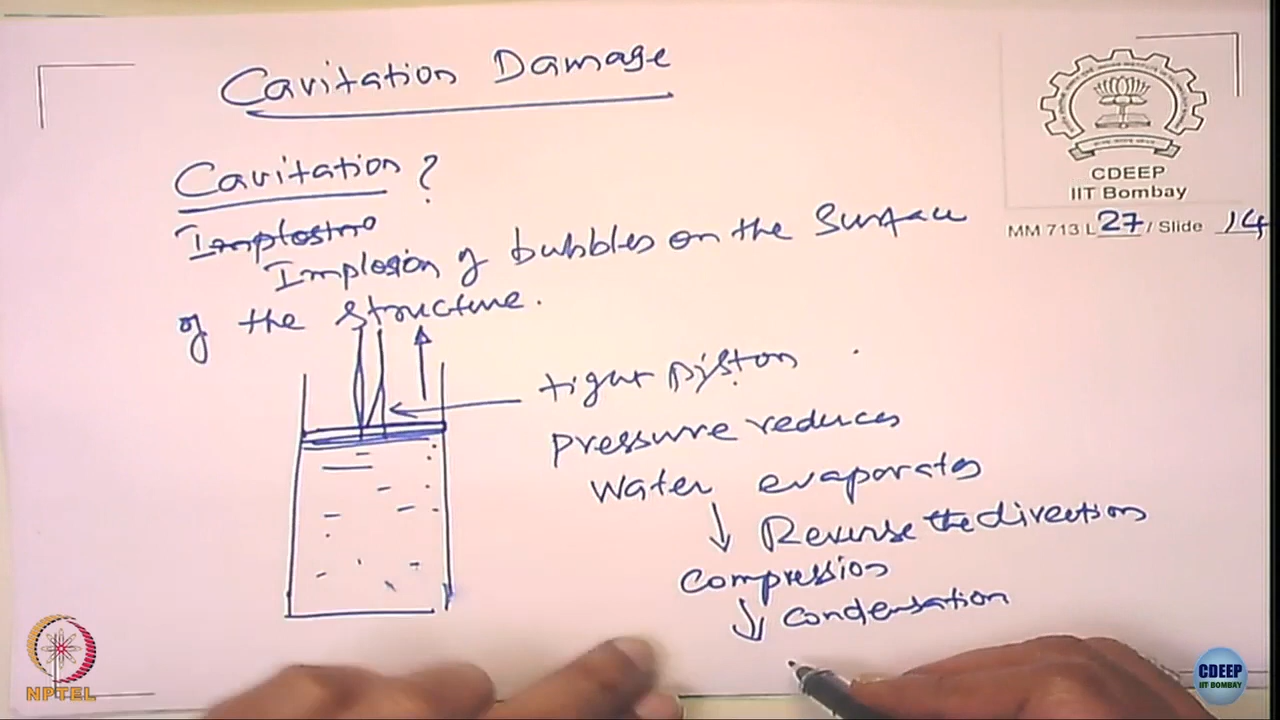 Cavitation Damage
CDEEP
IIT Bombay
MM 713 L 27 / Slide 14
Cavitation?
Implosion of bubbles on the surface
of the structure.
tight piston
Pressure reduces
Water evaporates
Reverse the direction
Compression
Condensation
NPTEL
CDEEP
IIT BOMBAY